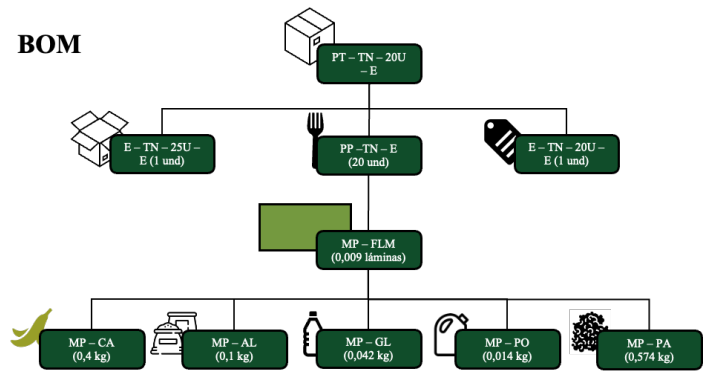 BOM
PT – TN – 20U
– E
E – TN – 25U –
E (1 und)
PP –TN – E
(20 und)
E – TN – 20U –
E (1 und)
MP – FLM
(0,009 láminas)
MP – CA
(0,4 kg)
MP – AL
(0,1 kg)
MP – GL
(0,042 kg)
MP – PO
(0,014 kg)
MP – PA
(0,574 kg)